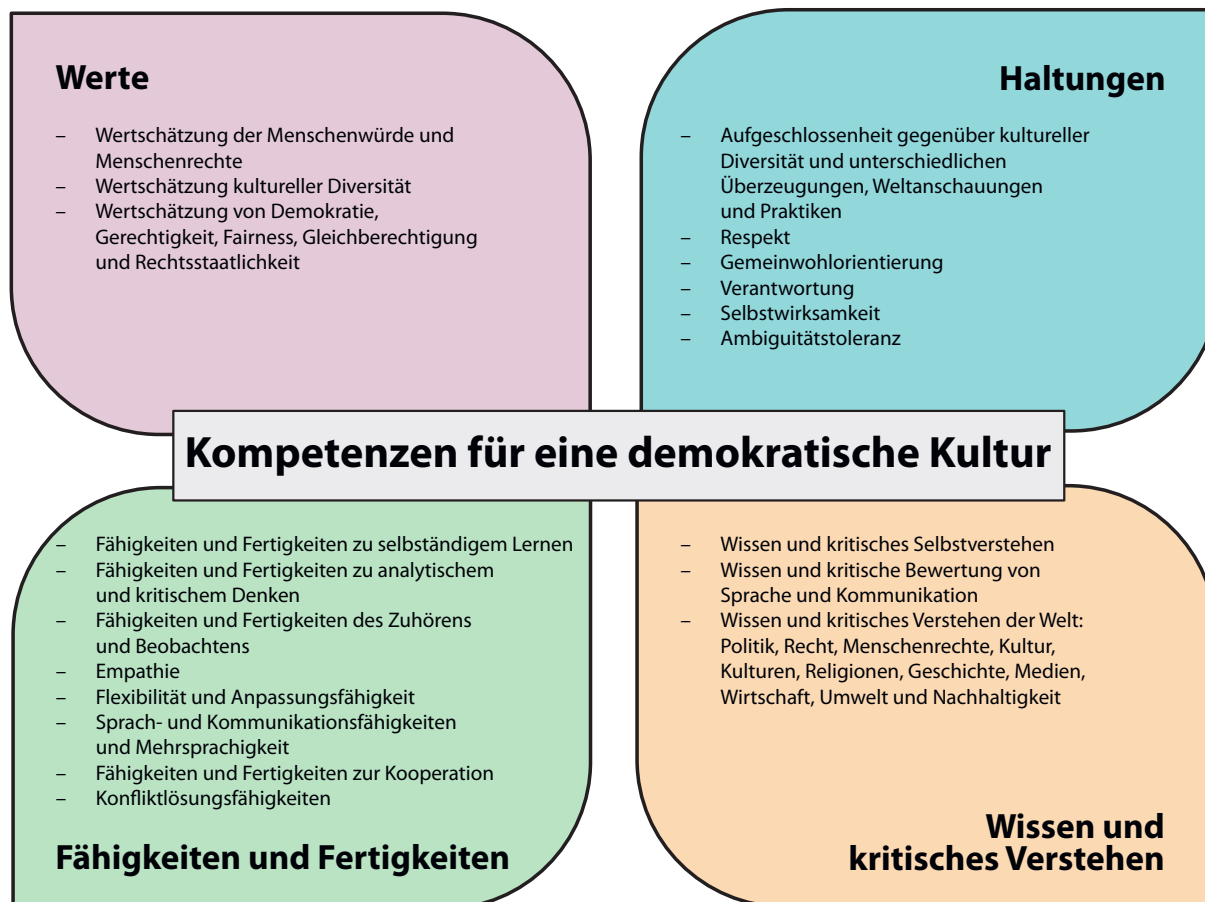 Werte
– Wertschätzung der Menschenwürde und
Menschenrechte
– Wertschätzung kultureller Diversität
– Wertschätzung von Demokratie,
Gerechtigkeit, Fairness, Gleichberechtigung
und Rechtsstaatlichkeit
Haltungen
– Aufgeschlossenheit gegenüber kultureller
Diversität und unterschiedlichen
Überzeugungen, Weltanschauungen
und Praktiken
– Respekt
– Gemeinwohlorientierung
– Verantwortung
– Selbstwirksamkeit
– Ambiguitätstoleranz
Kompetenzen für eine demokratische Kultur
– Fähigkeiten und Fertigkeiten zu selbständigem Lernen
– Fähigkeiten und Fertigkeiten zu analytischem
und kritischem Denken
– Fähigkeiten und Fertigkeiten des Zuhörens
und Beobachtens
– Empathie
– Flexibilität und Anpassungsfähigkeit
– Sprach- und Kommunikationsfähigkeiten
und Mehrsprachigkeit
– Fähigkeiten und Fertigkeiten zur Kooperation
– Konfliktlösungsfähigkeiten
Fähigkeiten und Fertigkeiten
– Wissen und kritisches Selbstverstehen
– Wissen und kritische Bewertung von
Sprache und Kommunikation
– Wissen und kritisches Verstehen der Welt:
Politik, Recht, Menschenrechte, Kultur,
Kulturen, Religionen, Geschichte, Medien,
Wirtschaft, Umwelt und Nachhaltigkeit
Wissen und
kritisches Verstehen